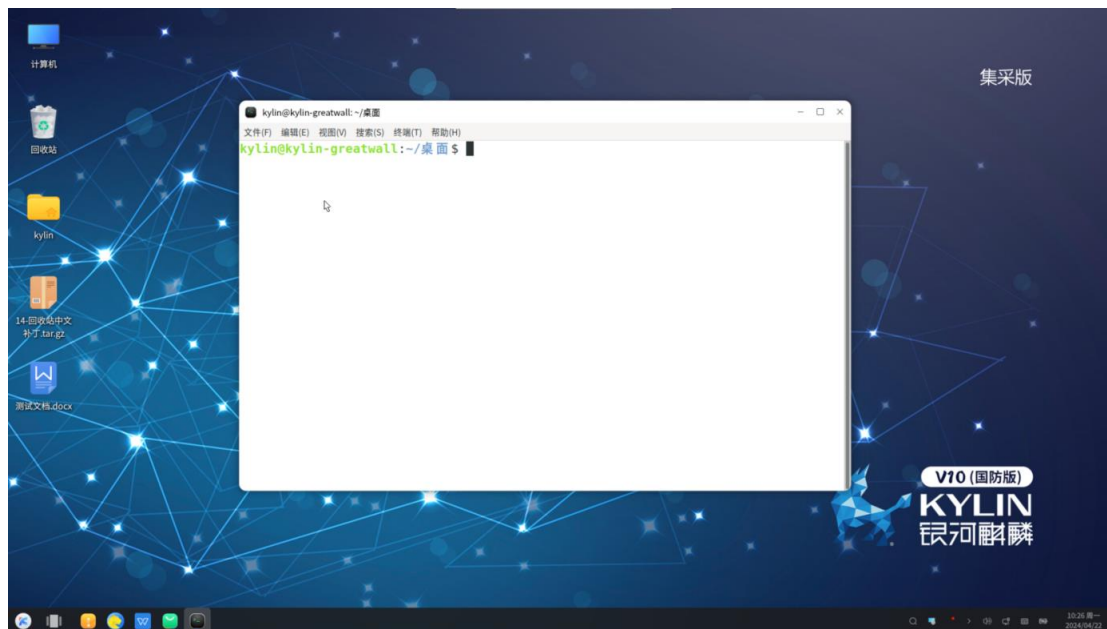 计算机
回收站
kylin
14-回收站中文
补丁.tar.gz
测试文档.docx
集采版
kylin@kylin-greatwall: ~/桌面
文件(F) 编辑(E) 视图(V) 搜索(S) 终端(T) 帮助(H)
kylin@kylin-greatwall:~/桌面$
V10 (国防版)
KYLIN
银河麒麟
10:26 周一
2024/04/22